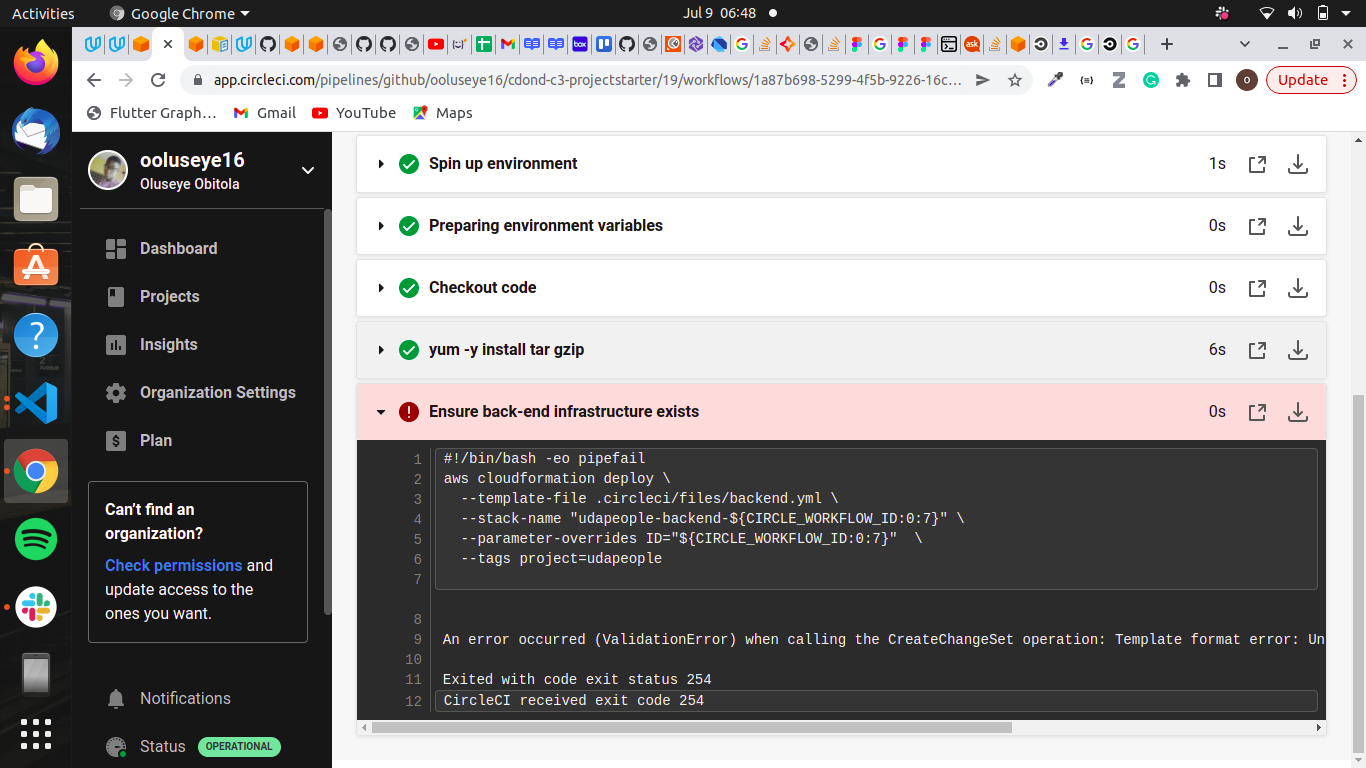 Activities
Google Chrome
Jul 9 06:48
app.circleci.com/pipelines/github/ooluseye16/cdond-c3-projectstarter/19/workflows/1a87b698-5299-4f5b-9226-16c…
o
Update
Flutter Graph…
Gmail
YouTube
Maps
ooluseye16
Oluseye Obitola
Dashboard
Projects
Insights
Organization Settings
Plan
Can't find an
organization?
Check permissions and
update access to the
ones you want.
Notifications
Status OPERATIONAL
Spin up environment 1s
Preparing environment variables 0s
Checkout code 0s
yum -y install tar gzip 6s
Ensure back-end infrastructure exists 0s
1 #!/bin/bash -eo pipefail
2 aws cloudformation deploy \
3 --template-file .circleci/files/backend.yml \
4 --stack-name "udapeople-backend-${CIRCLE_WORKFLOW_ID:0:7}" \
5 --parameter-overrides ID="${CIRCLE_WORKFLOW_ID:0:7}"  \
6 --tags project=udapeople
7
8
9 An error occurred (ValidationError) when calling the CreateChangeSet operation: Template format error: Un
10
11 Exited with code exit status 254
12 CircleCI received exit code 254